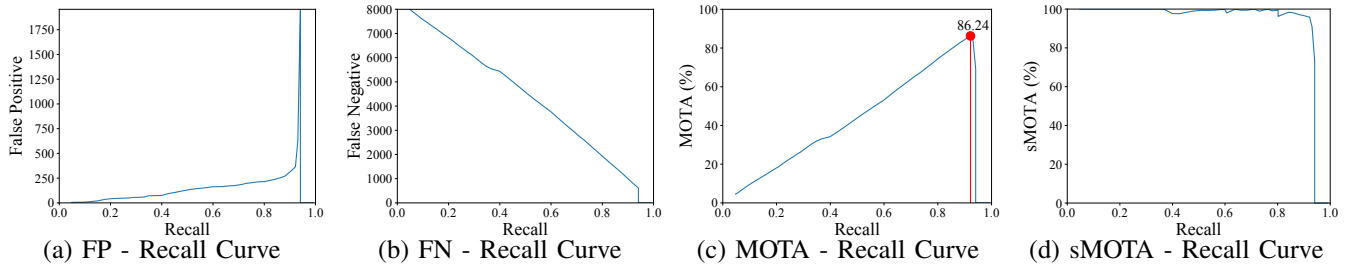 1750
1500
1250
1000
750
500
250
0
False Positive
0.0 0.2 0.4 0.6 0.8 1.0
Recall
(a) FP - Recall Curve
8000
7000
6000
5000
4000
3000
2000
1000
0
False Negative
0.0 0.2 0.4 0.6 0.8 1.0
Recall
(b) FN - Recall Curve
100
80
60
40
20
0
MOTA (%)
86.24
0.0 0.2 0.4 0.6 0.8 1.0
Recall
(c) MOTA - Recall Curve
100
80
60
40
20
0
sMOTA (%)
0.0 0.2 0.4 0.6 0.8 1.0
Recall
(d) sMOTA - Recall Curve